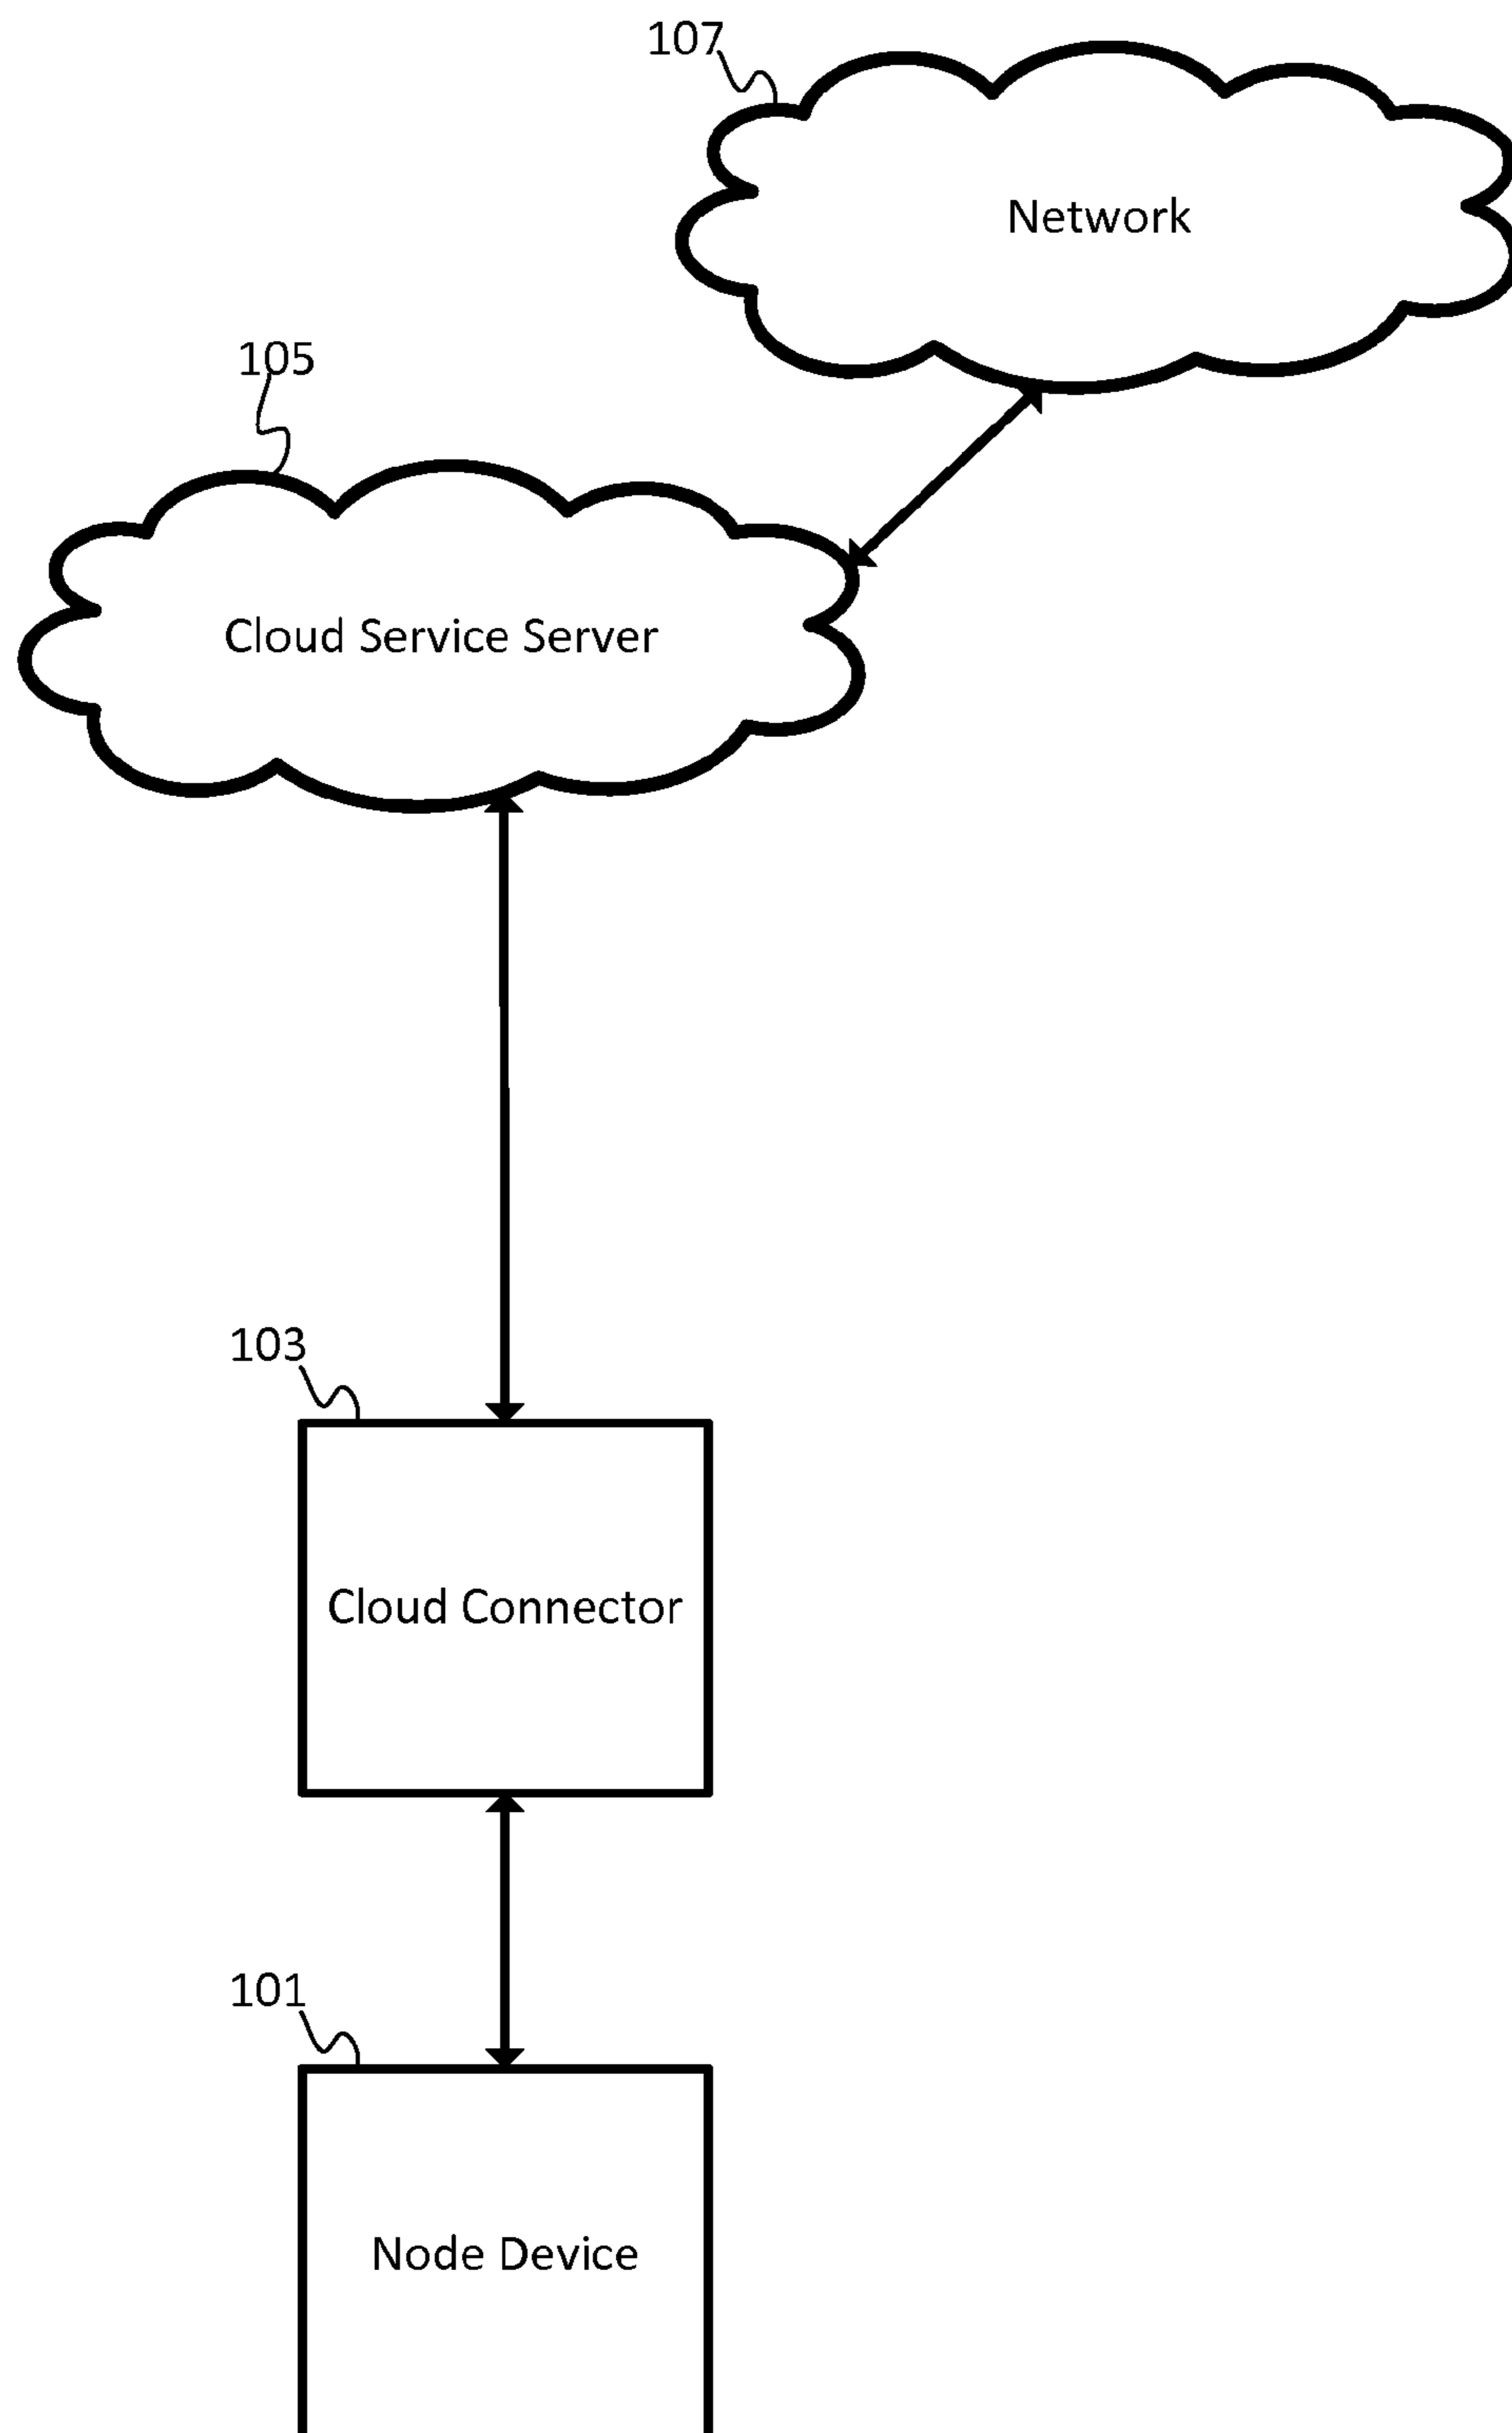 107
Network
105
Cloud Service Server
103
Cloud Connector
101
Node Device